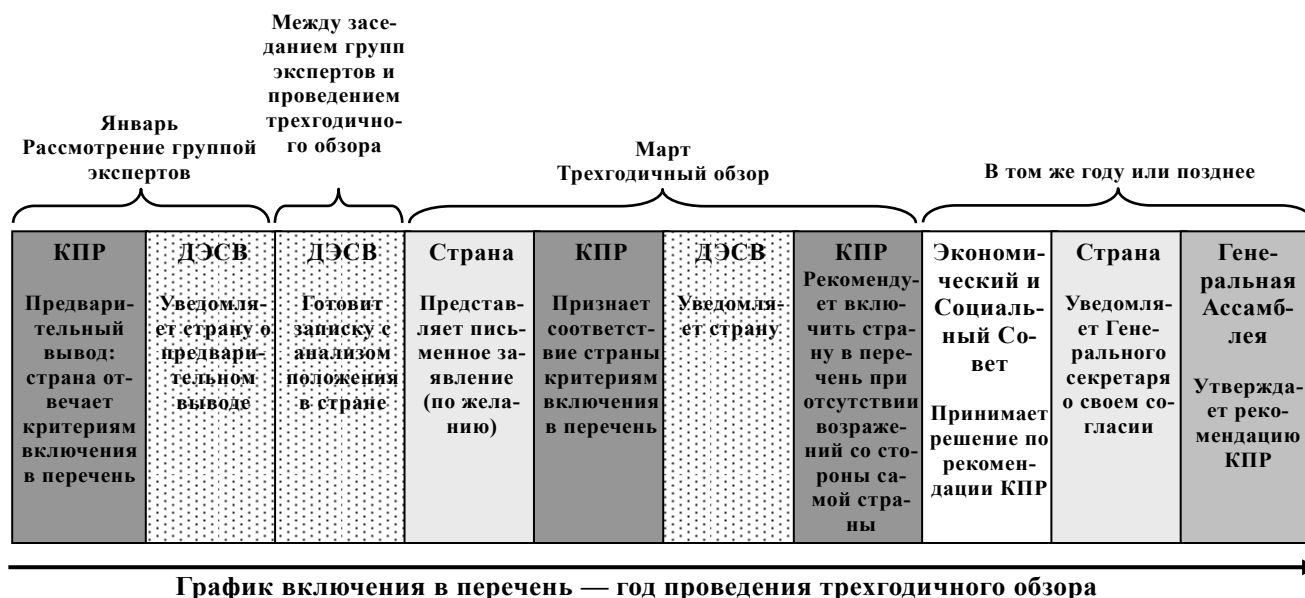 Между засе-
данием групп
экспертов и
проведением
трехгодично-
го обзора
Январь
Рассмотрение группой
экспертов
Март
Трехгодичный обзор
В том же году или позднее
КПР
Предвари-
тельный
вывод:
страна от-
вечает
критериям
включения
в перечень
ДЭСВ
Уведомля-
ет страну о
предвари-
тельном
выводе
ДЭСВ
Готовит
записку с
анализом
положения
в стране
Страна
Представ-
ляет пись-
менное за-
явление
(по жела-
нию)
КПР
Признает
соответст-
вие страны
критериям
включения
в перечень
ДЭСВ
Уведомля-
ет страну
КПР
Рекоменду-
ет вклю-
чить стра-
ну в пере-
чень при
отсутствии
возраже-
ний со сто-
роны са-
мой стра-
ны
Экономи-
ческий и
Социаль-
ный Со-
вет
Принимает
решение по
рекомен-
дации КПР
Страна
Уведомля-
ет Гене-
рального
секретаря
о своем со-
гласии
Гене-
ральная
Ассамб-
лея
Утвержда-
ет реко-
мендацию
КПР
График включения в перечень — год проведения трехгодичного обзора